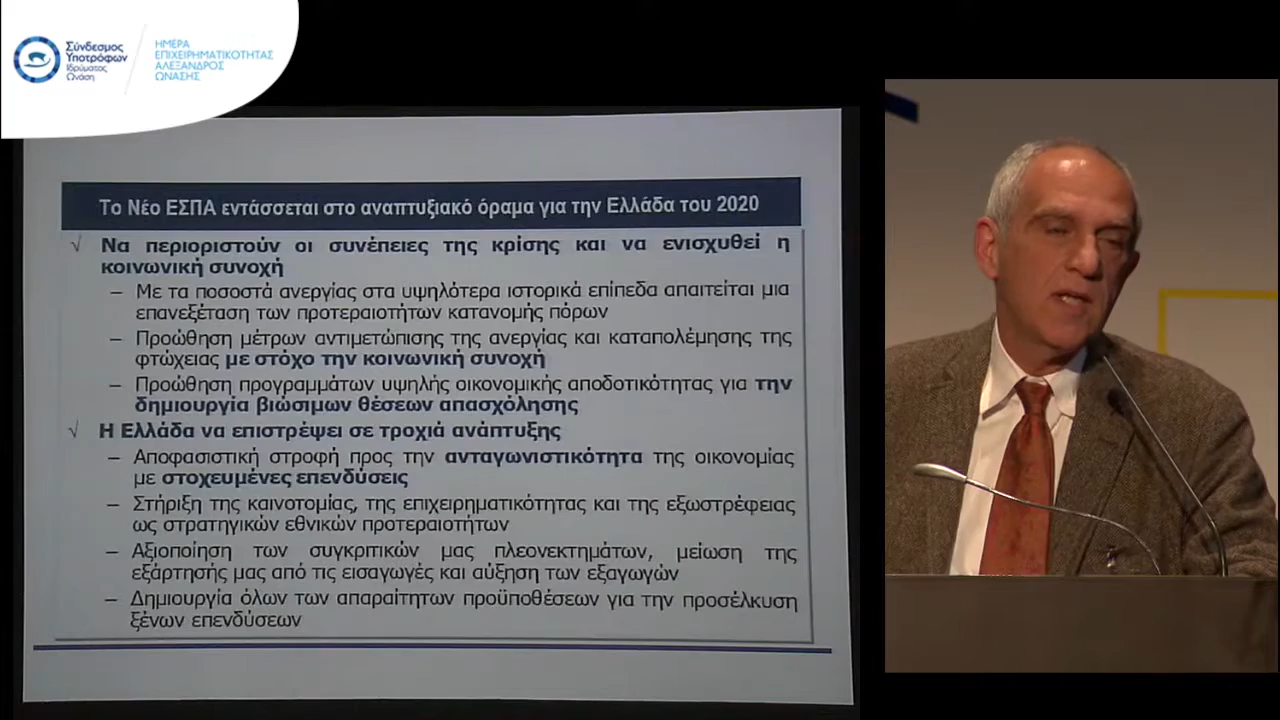 Σύνδεσμος
Υποτρόφων
Ιδρύματος
Ωνάση
ΗΜΕΡΑ
ΕΠΙΧΕΙΡΗΜΑΤΙΚΟΤΗΤΑΣ
ΑΛΕΞΑΝΔΡΟΣ
ΩΝΑΣΗΣ
Το Νέο ΕΣΠΑ εντάσσεται στο αναπτυξιακό όραμα για την Ελλάδα του 2020
√ Να περιοριστούν οι συνέπειες της κρίσης και να ενισχυθεί η
κοινωνική συνοχή
– Με τα ποσοστά ανεργίας στα υψηλότερα ιστορικά επίπεδα απαιτείται μια
επανεξέταση των προτεραιοτήτων κατανομής πόρων
– Προώθηση μέτρων αντιμετώπισης της ανεργίας και καταπολέμησης της
φτώχειας με στόχο την κοινωνική συνοχή
– Προώθηση προγραμμάτων υψηλής οικονομικής αποδοτικότητας για την
δημιουργία βιώσιμων θέσεων απασχόλησης
√ Η Ελλάδα να επιστρέψει σε τροχιά ανάπτυξης
– Αποφασιστική στροφή προς την ανταγωνιστικότητα της οικονομίας
με στοχευμένες επενδύσεις
– Στήριξη της καινοτομίας, της επιχειρηματικότητας και της εξωστρέφειας
ως στρατηγικών εθνικών προτεραιοτήτων
– Αξιοποίηση των συγκριτικών μας πλεονεκτημάτων, μείωση της
εξάρτησής μας από τις εισαγωγές και αύξηση των εξαγωγών
– Δημιουργία όλων των απαραίτητων προϋποθέσεων για την προσέλκυση
ξένων επενδύσεων